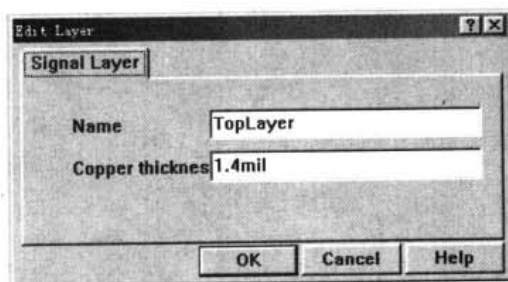 Edit Layer ? X
Signal Layer
Name TopLayer
Copper thicknes 1.4mil
OK Cancel Help